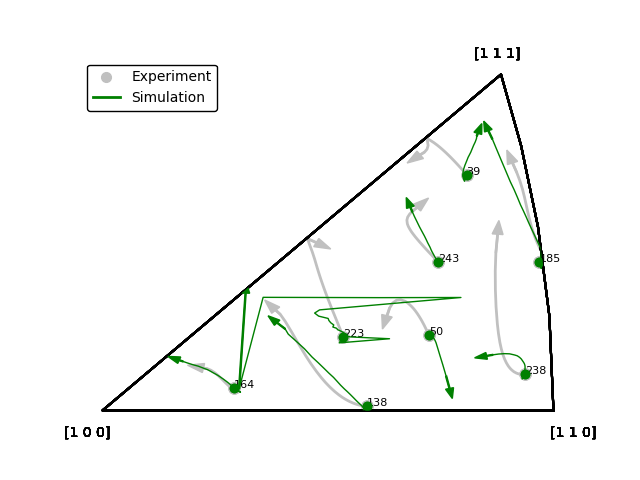 [1 1 1]
Experiment
Simulation
39
243
185
223
50
238
164
138
[1 0 0]
[1 1 0]